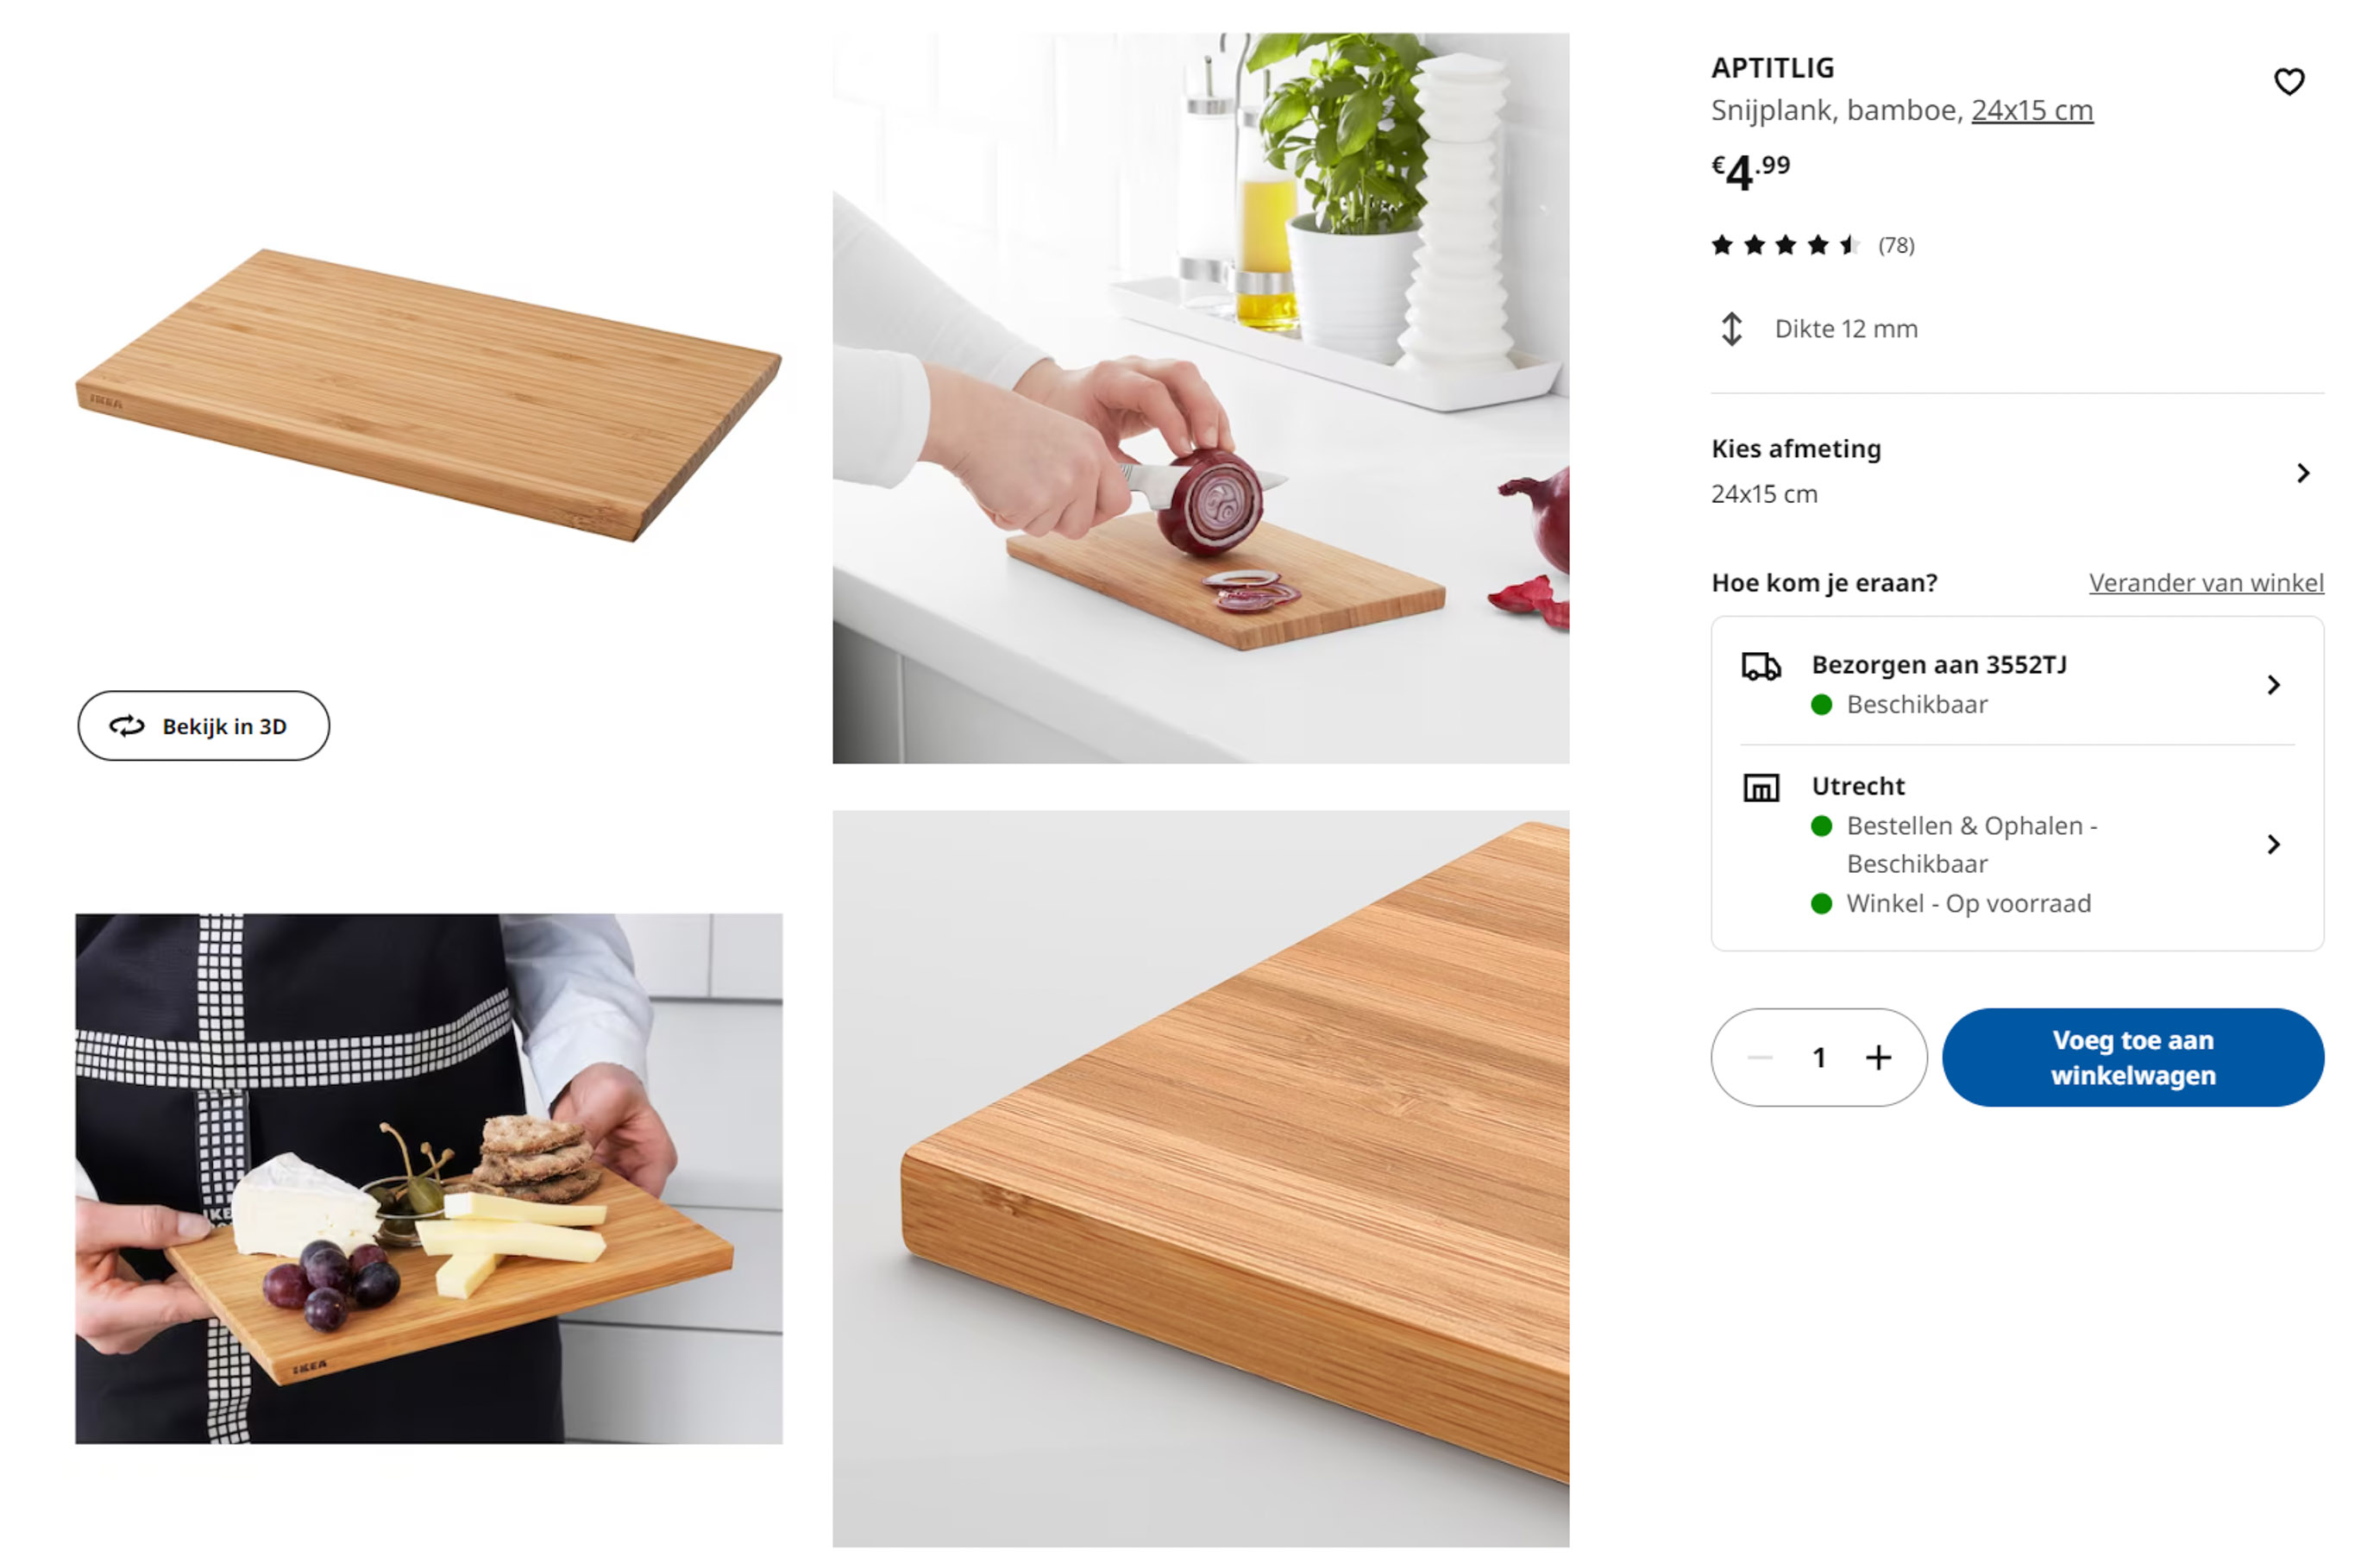 IKEA
Bekijk in 3D
IKEA
APTITLIG
Snijplank, bamboe, 24x15 cm
€4.99
(78)
Dikte 12 mm
Kies afmeting
24x15 cm
Hoe kom je eraan?
Verander van winkel
Bezorgen aan 3552TJ
Beschikbaar
Utrecht
Bestellen & Ophalen -
Beschikbaar
Winkel - Op voorraad
1
Voeg toe aan
winkelwagen